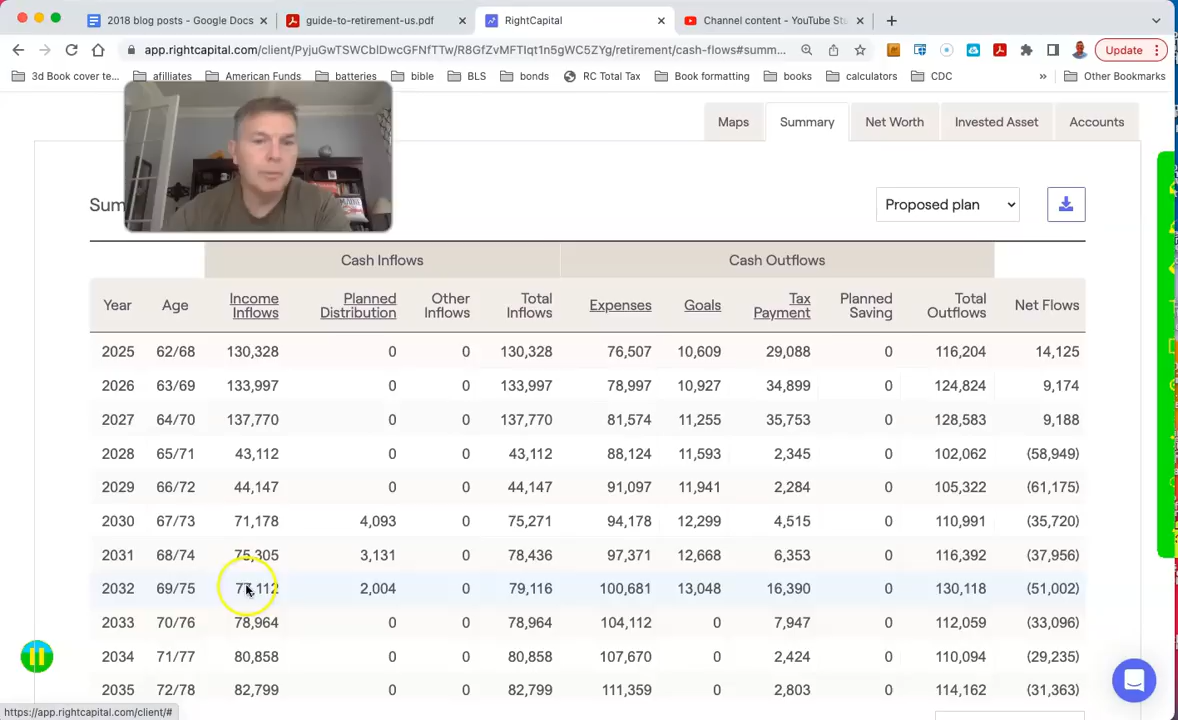 2018 blog posts - Google Docs
guide-to-retirement-us.pdf
RightCapital
Channel content - YouTube Stu
app.rightcapital.com/client/PyjuGwTSWCblDwcGFNfTTw/R8GfZvMFTIqt1n5gWC5ZYg/retirement/cash-flows#summ...
Update
3d Book cover te...
afilliates
American Funds
batteries
bible
BLS
bonds
RC Total Tax
Book formatting
books
calculators
CDC
»
Other Bookmarks
Maps
Summary
Net Worth
Invested Asset
Accounts
Sum
Proposed plan
Cash Inflows
Cash Outflows
Year Age Income Inflows Planned Distribution Other Inflows Total Inflows Expenses Goals Tax Payment Planned Saving Total Outflows Net Flows
2025 62/68 130,328 0 0 130,328 76,507 10,609 29,088 0 116,204 14,125
2026 63/69 133,997 0 0 133,997 78,997 10,927 34,899 0 124,824 9,174
2027 64/70 137,770 0 0 137,770 81,574 11,255 35,753 0 128,583 9,188
2028 65/71 43,112 0 0 43,112 88,124 11,593 2,345 0 102,062 (58,949)
2029 66/72 44,147 0 0 44,147 91,097 11,941 2,284 0 105,322 (61,175)
2030 67/73 71,178 4,093 0 75,271 94,178 12,299 4,515 0 110,991 (35,720)
2031 68/74 75,305 3,131 0 78,436 97,371 12,668 6,353 0 116,392 (37,956)
2032 69/75 77,112 2,004 0 79,116 100,681 13,048 16,390 0 130,118 (51,002)
2033 70/76 78,964 0 0 78,964 104,112 0 7,947 0 112,059 (33,096)
2034 71/77 80,858 0 0 80,858 107,670 0 2,424 0 110,094 (29,235)
2035 72/78 82,799 0 0 82,799 111,359 0 2,803 0 114,162 (31,363)
https://app.rightcapital.com/client/#